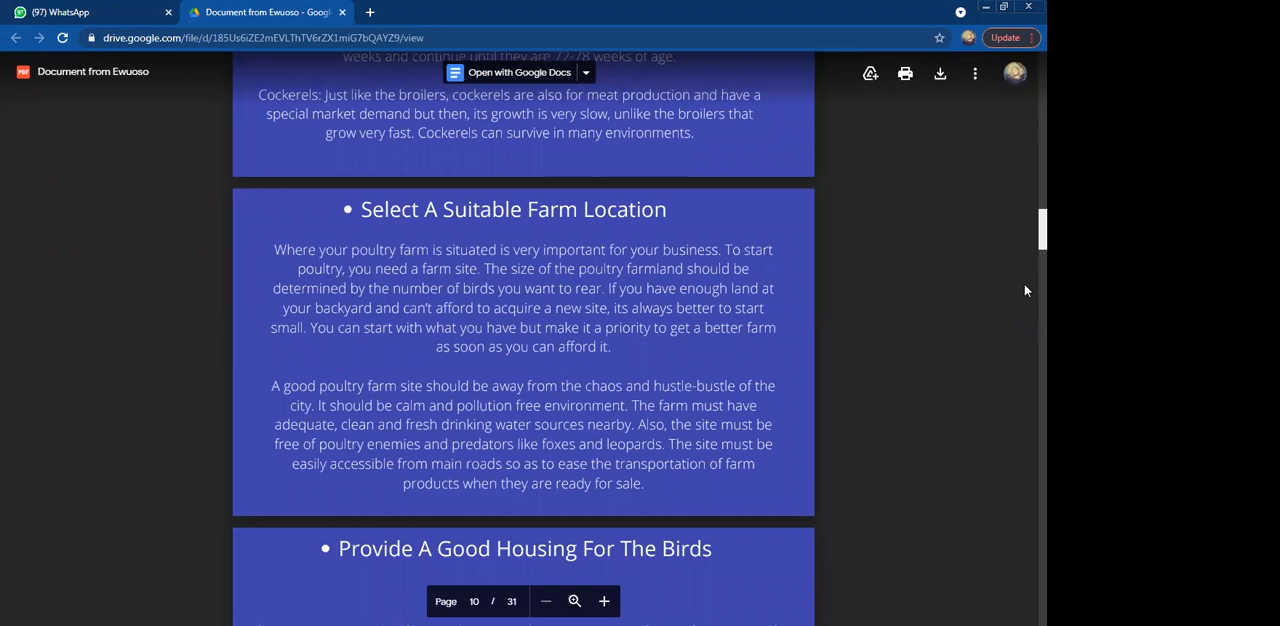 (97) WhatsApp
Document from Ewuoso - Googl
drive.google.com/file/d/185Us6iZE2mEVLThTV6rZX1miG7bQAYZ9/view
Update
weeks and continue until they are 72-78 weeks of age.
PDF
Document from Ewuoso
Open with Google Docs
Cockerels: Just like the broilers, cockerels are also for meat production and have a
special market demand but then, its growth is very slow, unlike the broilers that
grow very fast. Cockerels can survive in many environments.
• Select A Suitable Farm Location
Where your poultry farm is situated is very important for your business. To start
poultry, you need a farm site. The size of the poultry farmland should be
determined by the number of birds you want to rear. If you have enough land at
your backyard and can’t afford to acquire a new site, its always better to start
small. You can start with what you have but make it a priority to get a better farm
as soon as you can afford it.
A good poultry farm site should be away from the chaos and hustle-bustle of the
city. It should be calm and pollution free environment. The farm must have
adequate, clean and fresh drinking water sources nearby. Also, the site must be
free of poultry enemies and predators like foxes and leopards. The site must be
easily accessible from main roads so as to ease the transportation of farm
products when they are ready for sale.
• Provide A Good Housing For The Birds
Page 10 / 31